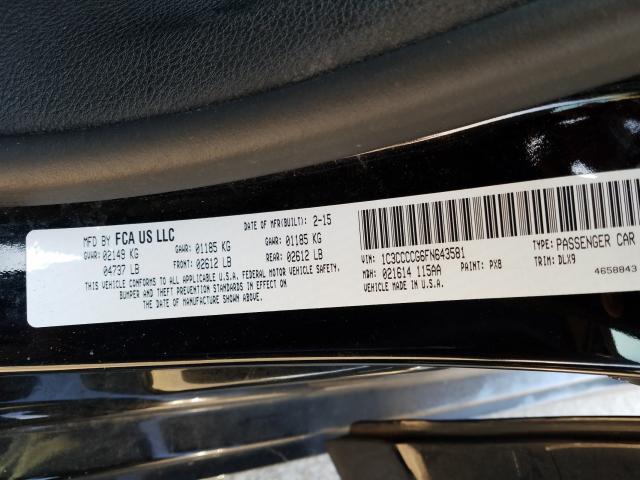 MFD BY FCA US LLC DATE OF MFR(BUILT): 2-15
GVWR: 02149 KG GAWR: 01185 KG GAWR: 01185 KG
04737 LB FRONT: 02612 LB REAR: 02612 LB
THIS VEHICLE CONFORMS TO ALL APPLICABLE U.S.A. FEDERAL MOTOR VEHICLE SAFETY,
BUMPER AND THEFT PREVENTION STANDARDS IN EFFECT ON
THE DATE OF MANUFACTURE SHOWN ABOVE.
VIN: 1C3CCCCG6FN643581 TYPE: PASSENGER CAR
MDH: 021614 115AA PAINT: PX8 TRIM: DLX9
VEHICLE MADE IN U.S.A. 4658843